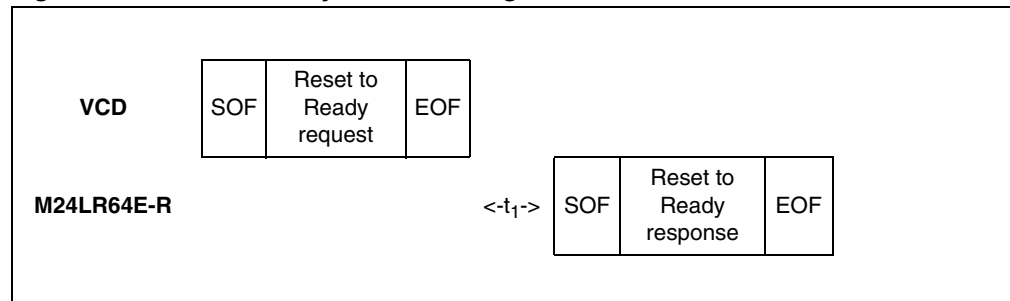 VCD
SOF
Reset to
Ready
request
EOF
M24LR64E-R
<-t1->
SOF
Reset to
Ready
response
EOF